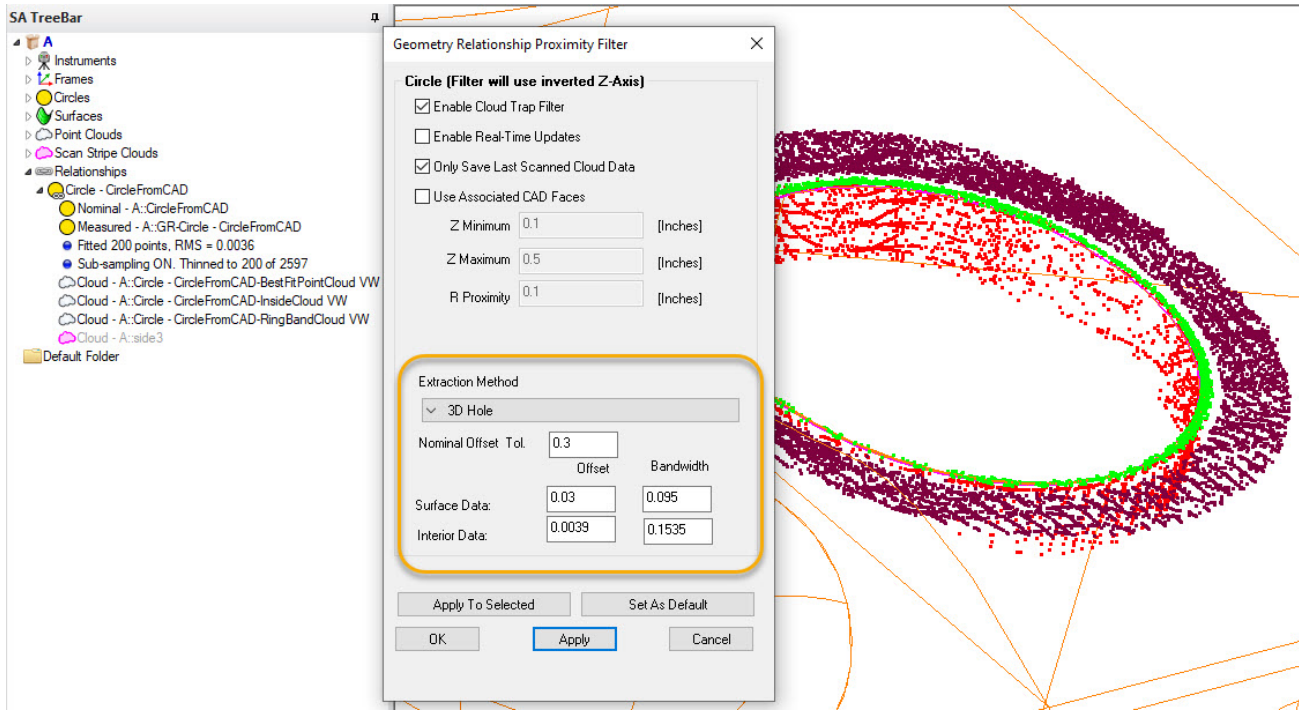 SA TreeBar
A
Instruments
Frames
Circles
Surfaces
Point Clouds
Scan Stripe Clouds
Relationships
Circle - CircleFromCAD
Nominal - A::CircleFromCAD
Measured - A::GR-Circle - CircleFromCAD
Fitted 200 points, RMS = 0.0036
Sub-sampling ON. Thinned to 200 of 2597
Cloud - A::Circle - CircleFromCAD-BestFitPointCloud VW
Cloud - A::Circle - CircleFromCAD-InsideCloud VW
Cloud - A::Circle - CircleFromCAD-RingBandCloud VW
Cloud - A::side3
Default Folder
Geometry Relationship Proximity Filter
Circle (Filter will use inverted Z-Axis)
Enable Cloud Trap Filter
Enable Real-Time Updates
Only Save Last Scanned Cloud Data
Use Associated CAD Faces
Z Minimum 0.1 [Inches]
Z Maximum 0.5 [Inches]
R Proximity 0.1 [Inches]
Extraction Method
3D Hole
Nominal Offset Tol. 0.3
Offset Bandwidth
Surface Data: 0.03 0.095
Interior Data: 0.0039 0.1535
Apply To Selected Set As Default
OK Apply Cancel